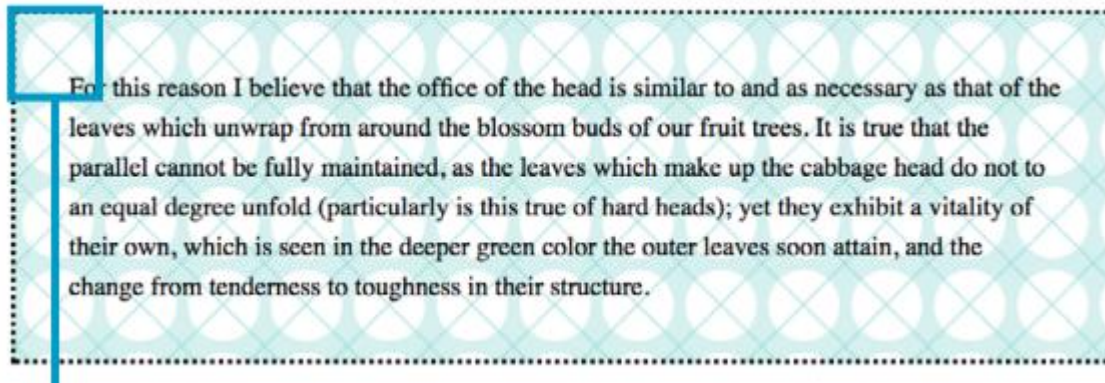 For this reason I believe that the office of the head is similar to and as necessary as that of the
leaves which unwrap from around the blossom buds of our fruit trees. It is true that the
parallel cannot be fully maintained, as the leaves which make up the cabbage head do not to
an equal degree unfold (particularly is this true of hard heads); yet they exhibit a vitality of
their own, which is seen in the deeper green color the outer leaves soon attain, and the
change from tenderness to toughness in their structure.